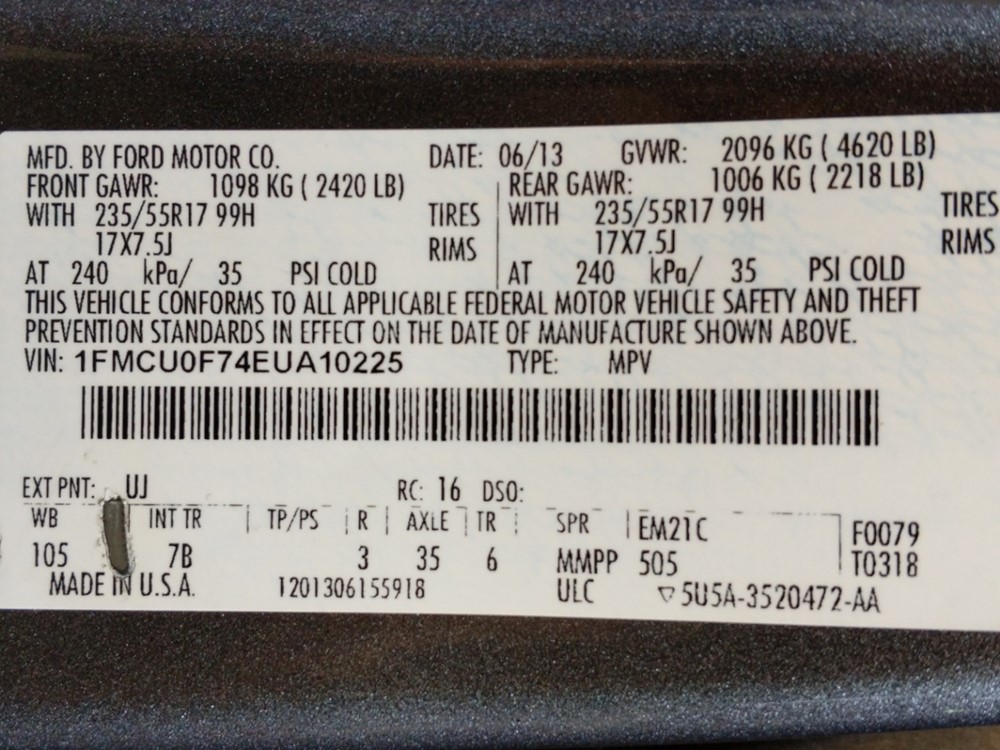 MFD. BY FORD MOTOR CO. DATE: 06/13 GVWR: 2096 KG ( 4620 LB)
FRONT GAWR: 1098 KG ( 2420 LB) REAR GAWR: 1006 KG ( 2218 LB)
WITH 235/55R17 99H TIRES WITH 235/55R17 99H TIRES
17X7.5J RIMS 17X7.5J RIMS
AT 240 kPa/ 35 PSI COLD AT 240 kPa/ 35 PSI COLD
THIS VEHICLE CONFORMS TO ALL APPLICABLE FEDERAL MOTOR VEHICLE SAFETY AND THEFT
PREVENTION STANDARDS IN EFFECT ON THE DATE OF MANUFACTURE SHOWN ABOVE.
VIN: 1FMCU0F74EUA10225 TYPE: MPV
EXT PNT: UJ RC: 16 DSO:
WB INT TR TP/PS R AXLE TR SPR EM21C F0079
105 7B 3 35 6 MMPP 505 T0318
MADE IN U.S.A. 1201306155918 ULC ▽5U5A-3520472-AA